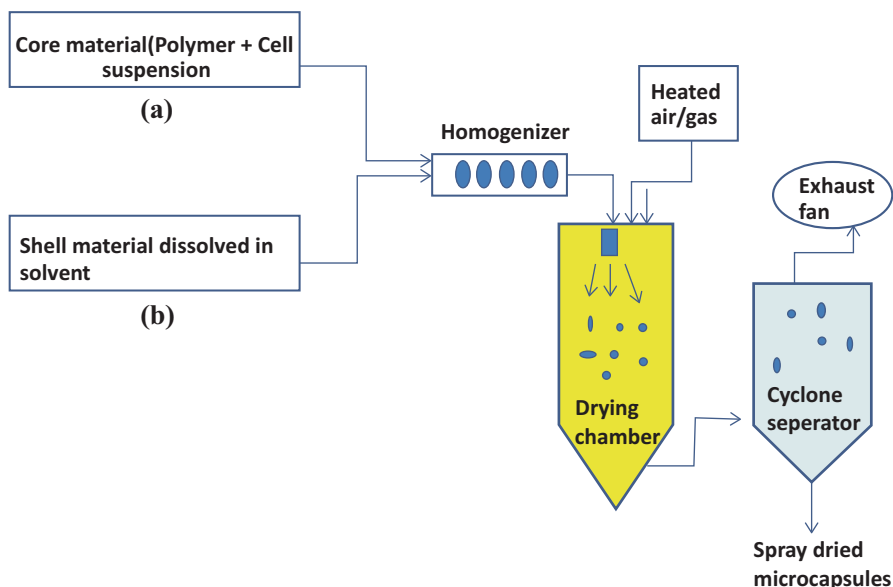 Core material(Polymer + Cell
suspension
(a)
Heated
air/gas
Homogenizer
Exhaust
fan
Shell material dissolved in
solvent
(b)
Drying
chamber
Cyclone
seperator
Spray dried
microcapsules